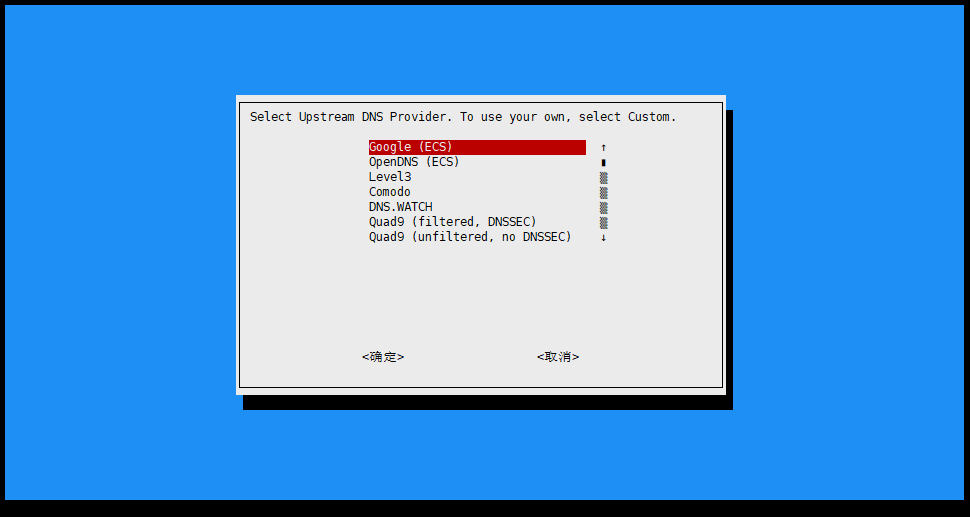 Select Upstream DNS Provider. To use your own, select Custom.
Google (ECS) ↑
OpenDNS (ECS)
Level3
Comodo
DNS.WATCH
Quad9 (filtered, DNSSEC)
Quad9 (unfiltered, no DNSSEC) ↓
<确定> <取消>